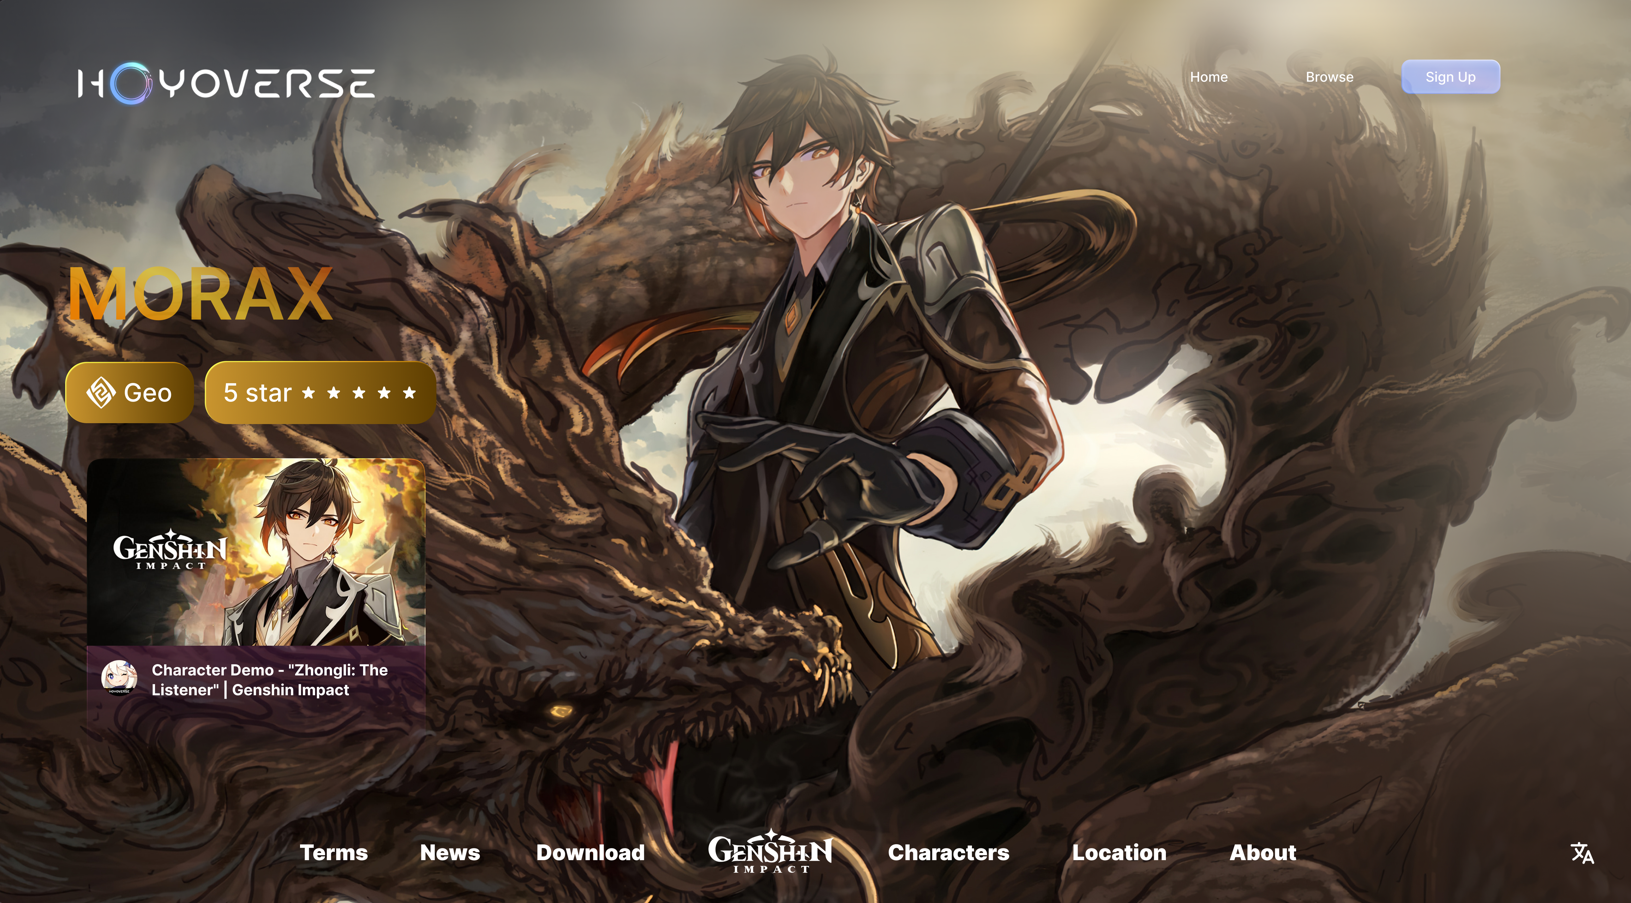 HOYOVERSE
Home
Browse
Sign Up
MORAX
Geo
5 star
GENSHIN
IMPACT
Character Demo - "Zhongli: The
Listener" | Genshin Impact
HOYOVERSE
Terms
News
Download
GENSHIN
IMPACT
Characters
Location
About